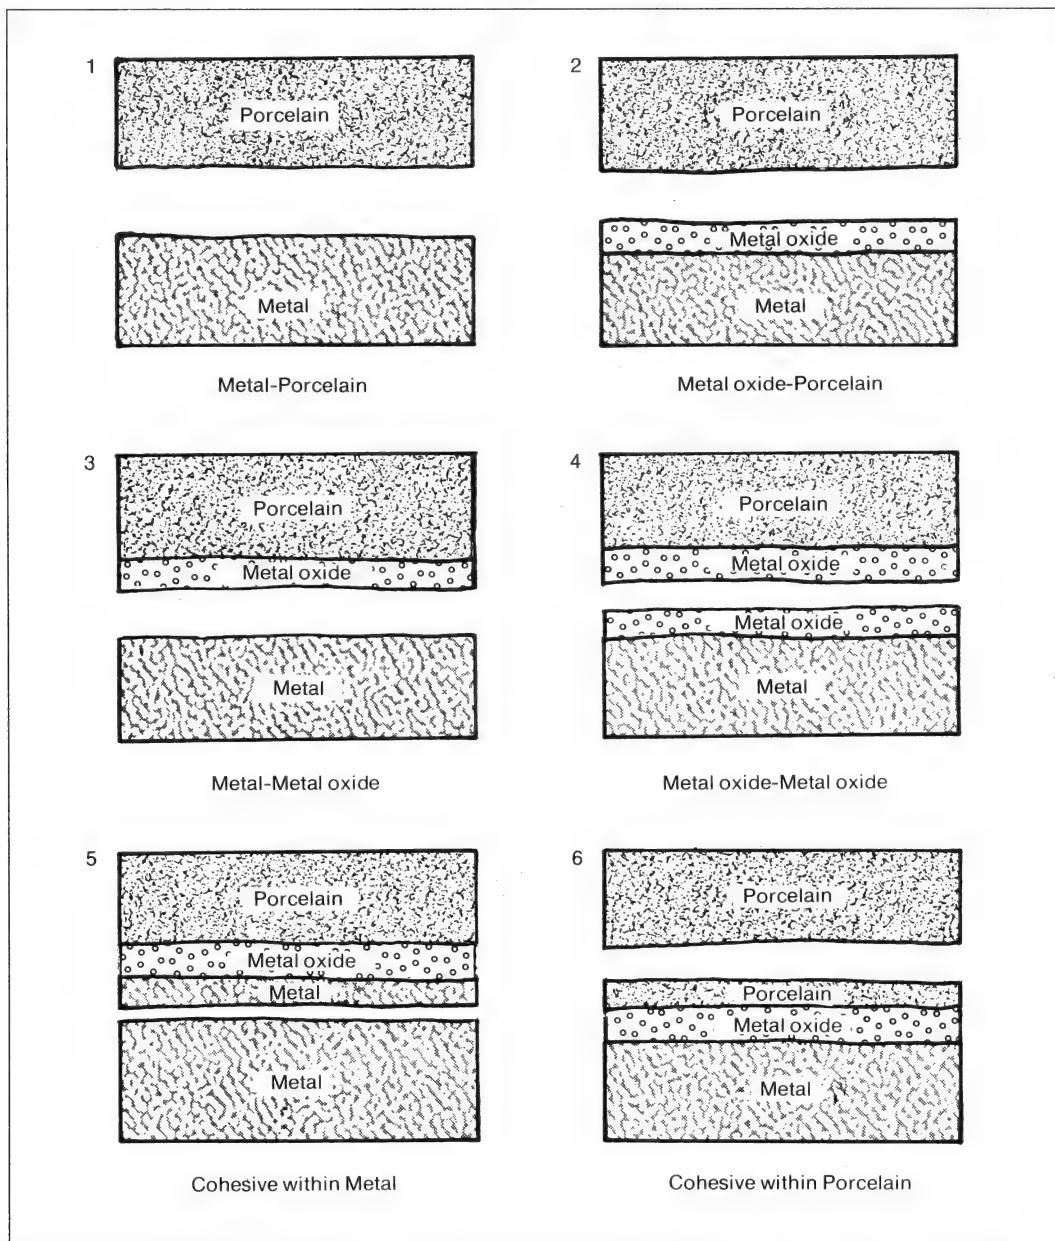 1
Porcelain
Metal
Metal-Porcelain
2
Porcelain
Metal oxide
Metal
Metal oxide-Porcelain
3
Porcelain
Metal oxide
Metal
Metal-Metal oxide
4
Porcelain
Metal oxide
Metal oxide
Metal
Metal oxide-Metal oxide
5
Porcelain
Metal oxide
Metal
Metal
Cohesive within Metal
6
Porcelain
Porcelain
Metal oxide
Metal
Cohesive within Porcelain